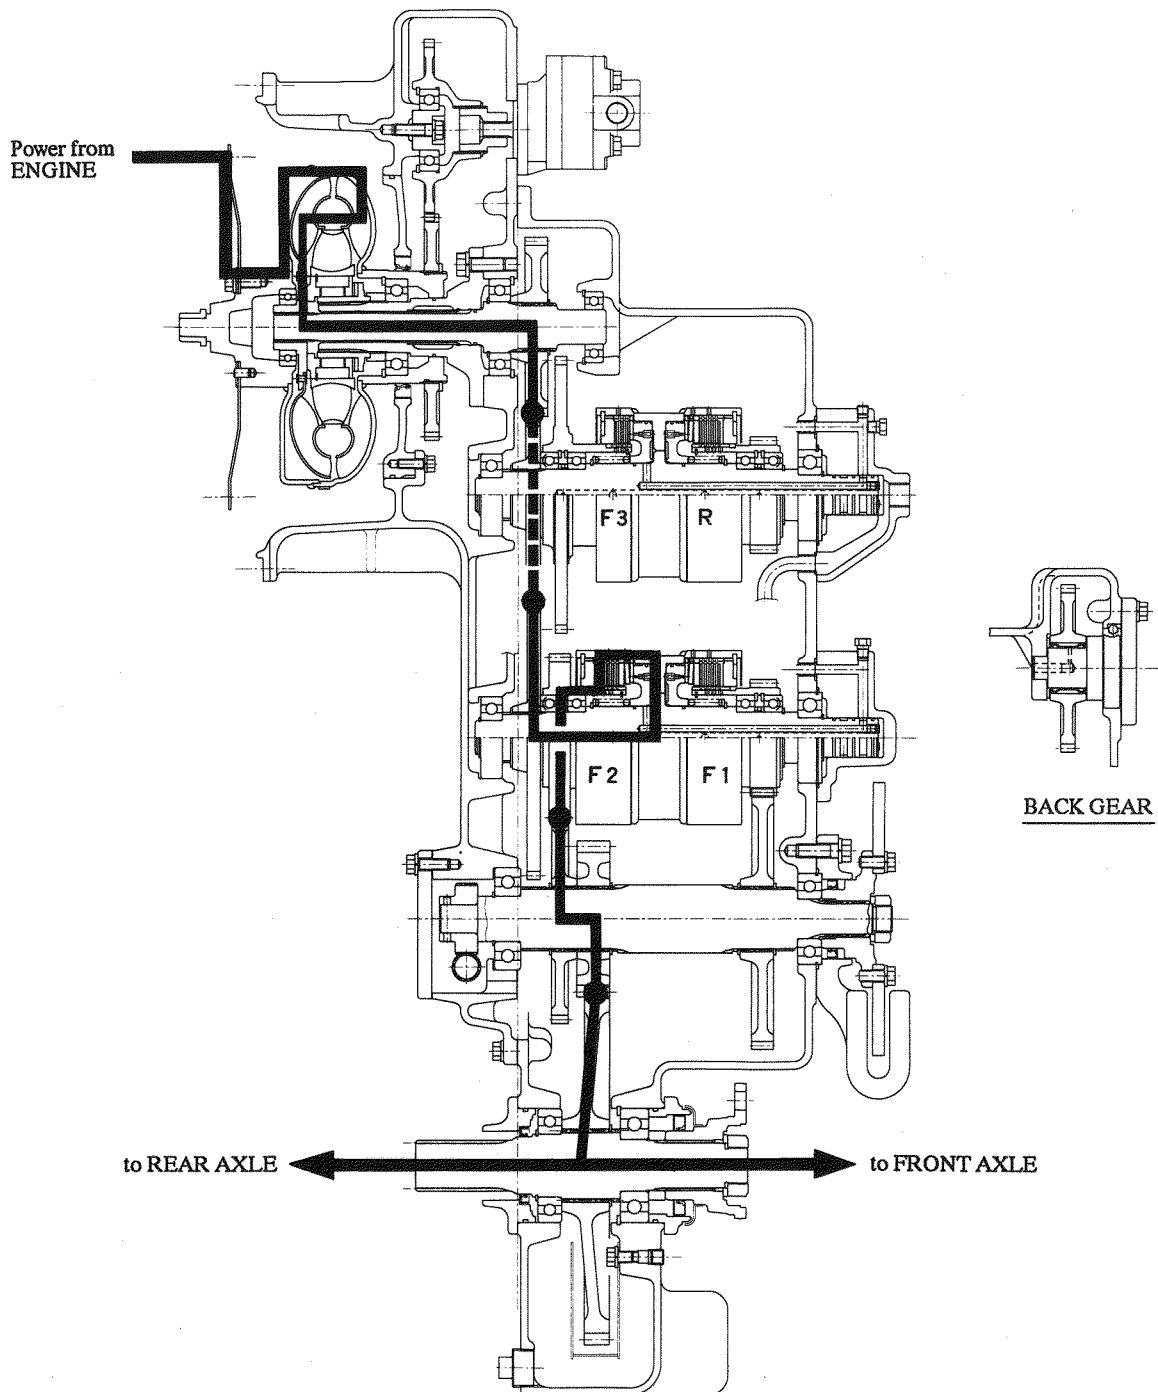 Power from
ENGINE
F3
R
F2
F1
BACK GEAR
to REAR AXLE
to FRONT AXLE